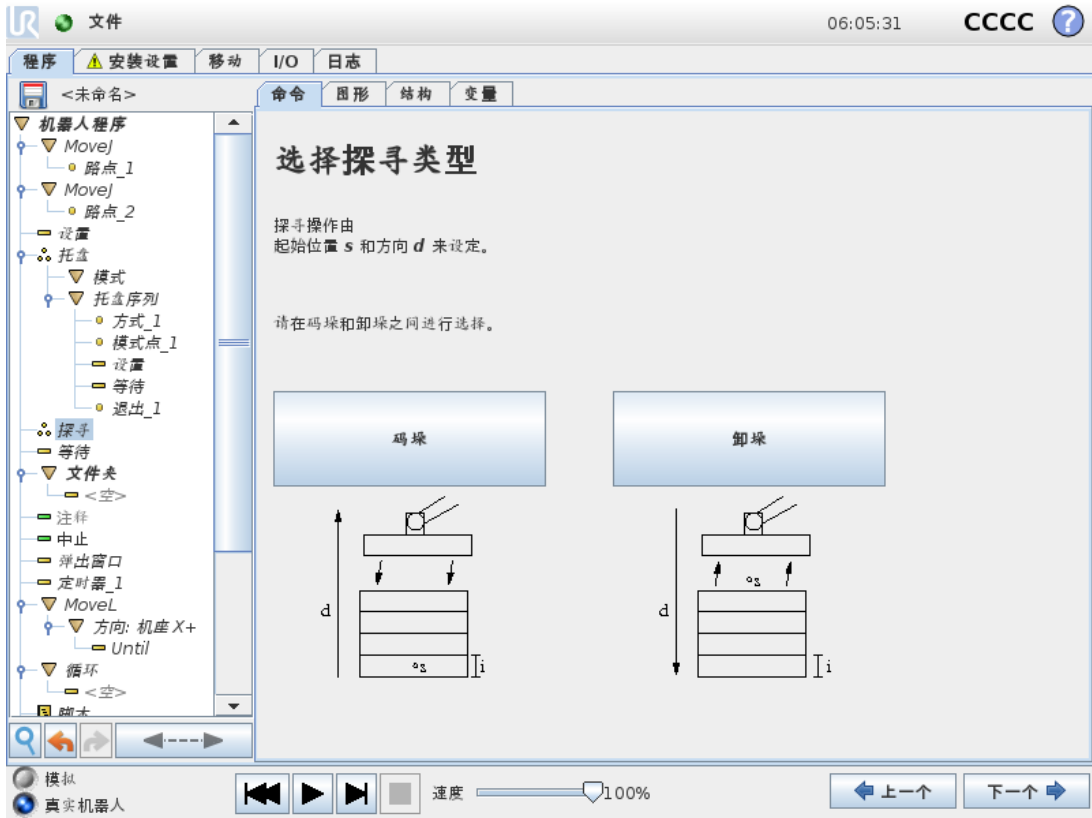 UR 文件 06:05:31 CCCC ?
程序 安装设置 移动 I/O 日志
<未命名>
命令 图形 结构 变量
机器人程序
MoveJ
路点_1
MoveJ
路点_2
设置
托盘
模式
托盘序列
方式_1
模式点_1
设置
等待
退出_1
探寻
等待
文件夹
<空>
注释
中止
弹出窗口
定时器_1
MoveL
方向: 机座 X+
Until
循环
<空>
脚本
选择探寻类型
探寻操作由
起始位置 s 和方向 d 来设定。
请在码垛和卸垛之间进行选择。
码垛 卸垛
d s i
d s i
模拟
真实机器人
速度 100%
上一个 下一个